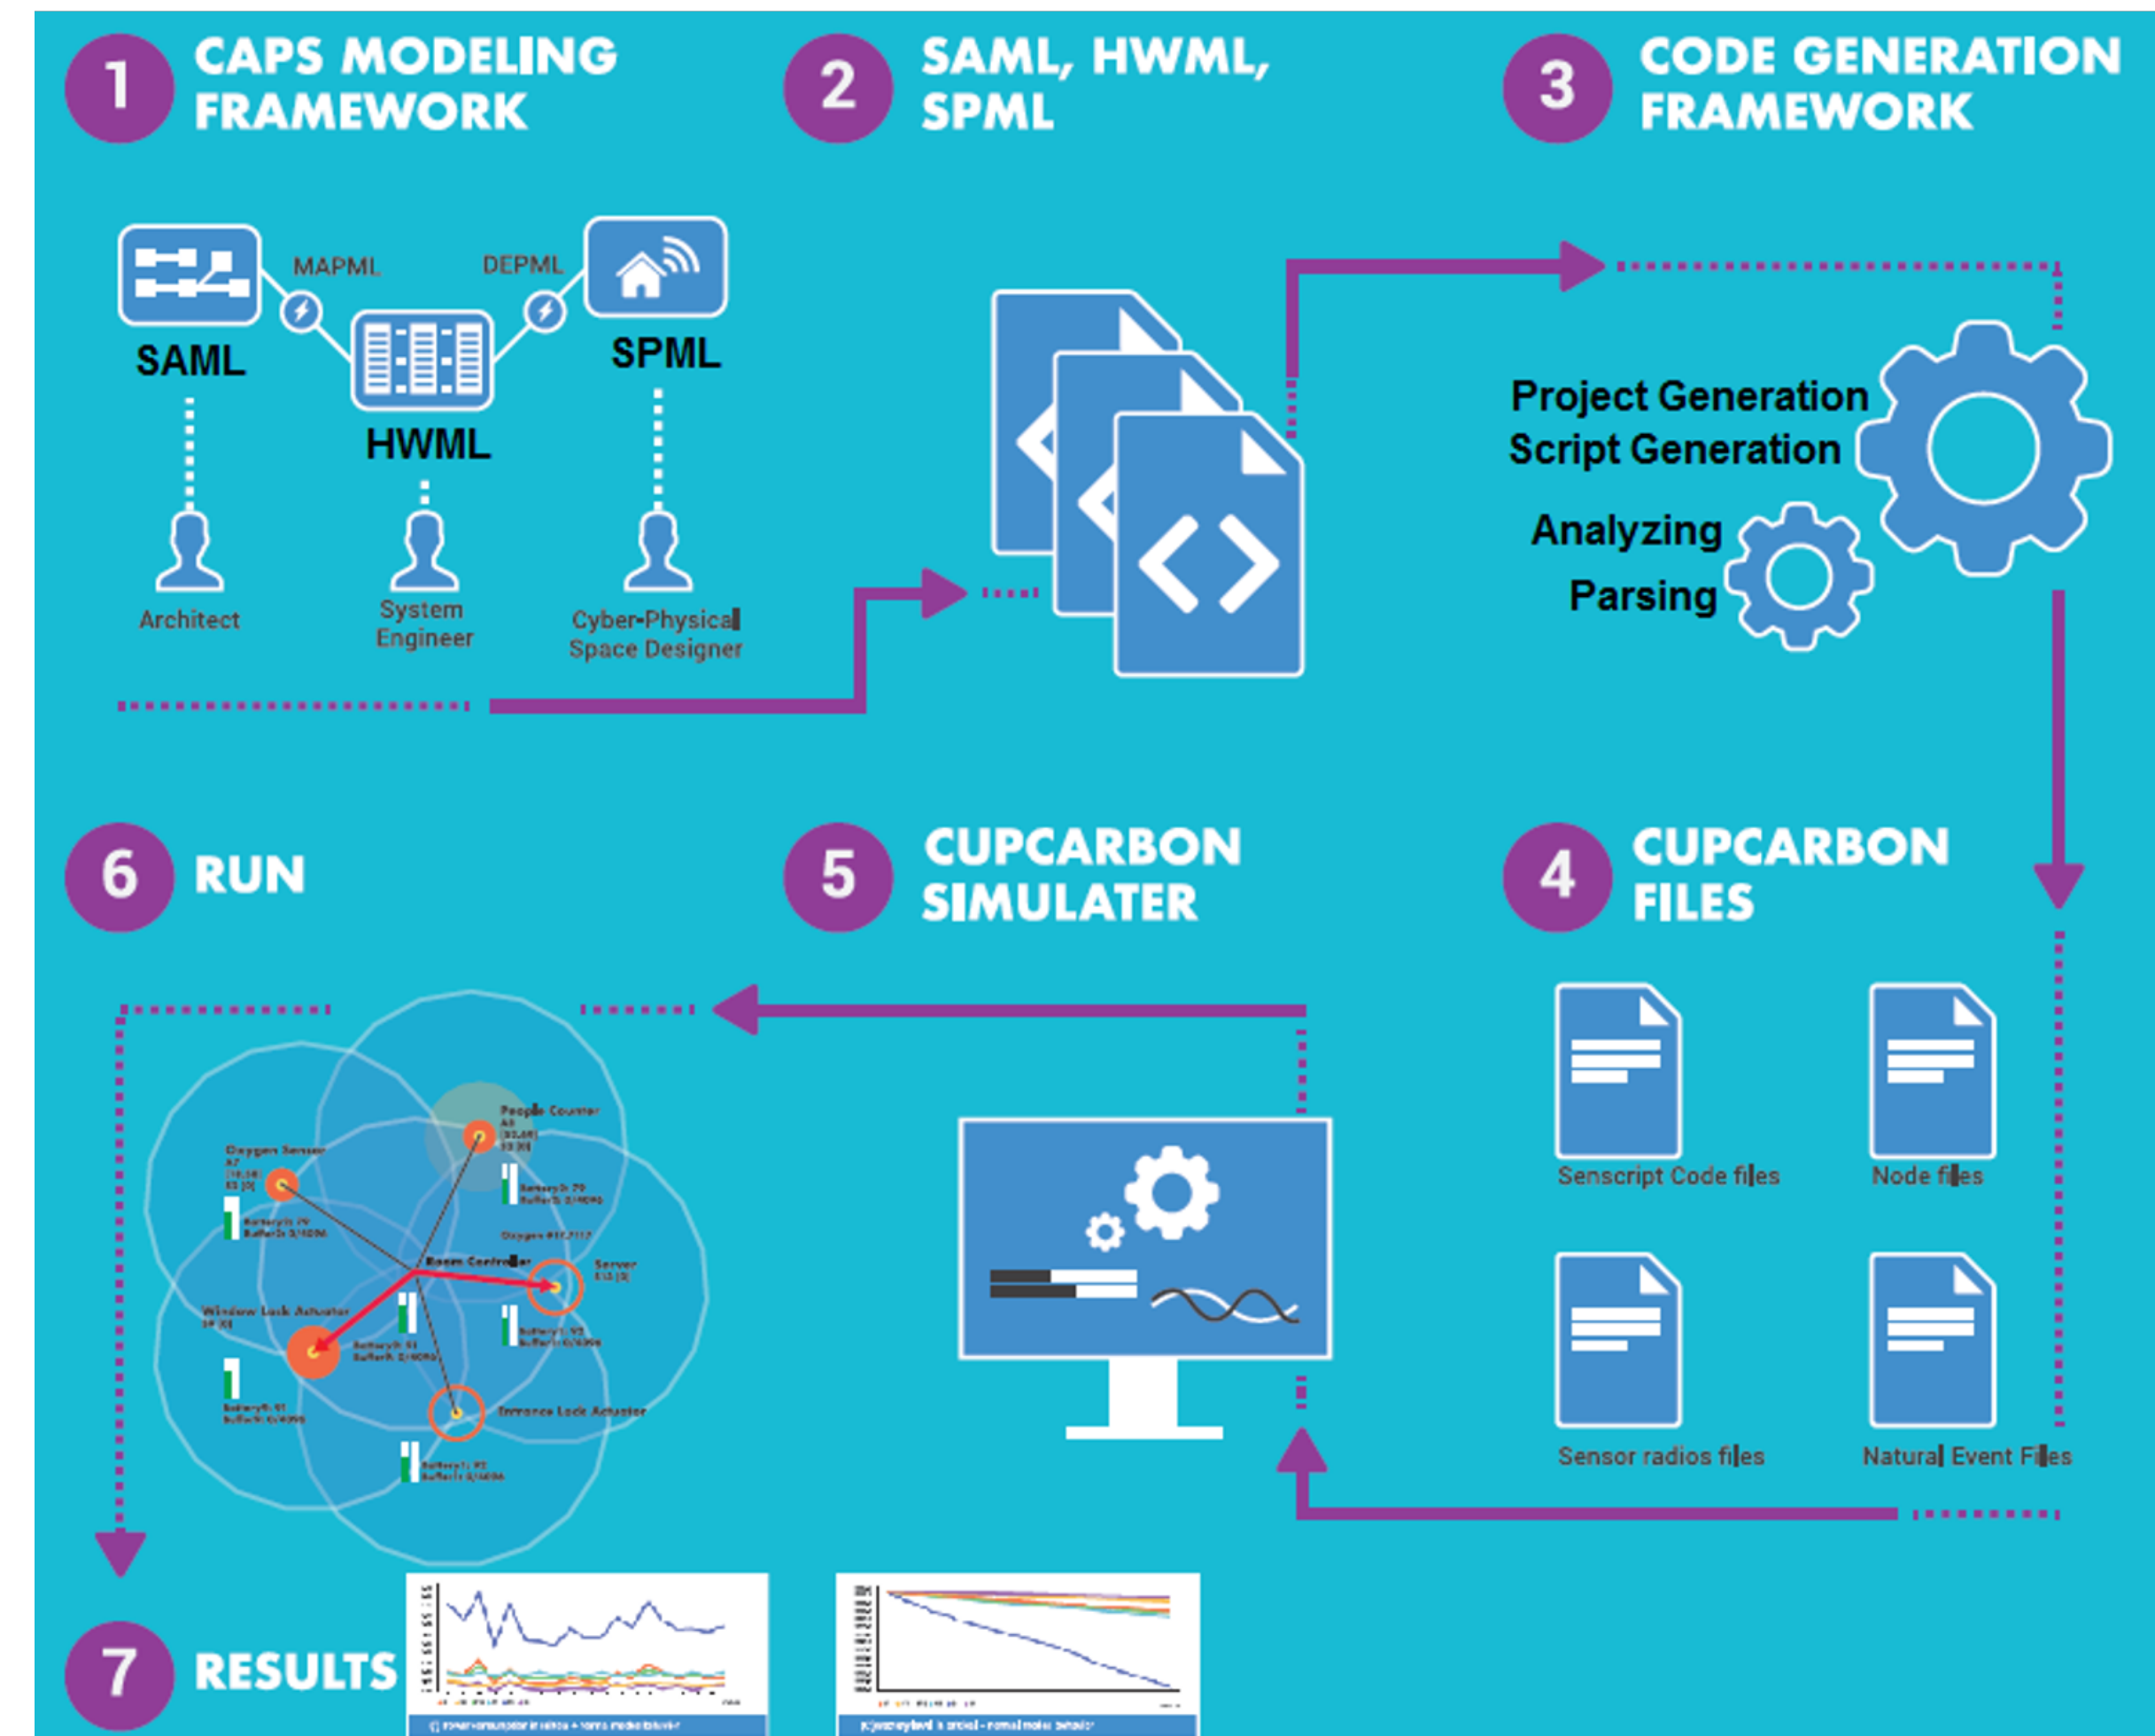 1
CAPS MODELING
FRAMEWORK
2
SAML, HWML,
SPML
3
CODE GENERATION
FRAMEWORK
MAPML
DEPML
SAML
SPML
HWML
Architect
System
Engineer
Cyber-Physical
Space Designer
Project Generation
Script Generation
Analyzing
Parsing
6
RUN
5
CUPCARBON
SIMULATER
4
CUPCARBON
FILES
People Counter
Oxygen Sensor
Room Controller
Server
Window Lock Actuator
Entrance Lock Actuator
Senscript Code files
Node files
Sensor radios files
Natural Event Files
7
RESULTS